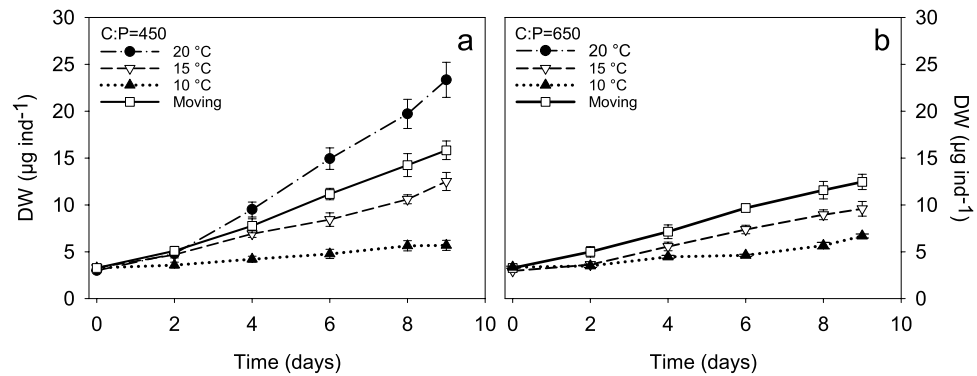 30
25
20
15
10
5
0
DW (µg ind-1)
C:P=450
20 °C
15 °C
10 °C
Moving
a
0 2 4 6 8 10
Time (days)
C:P=650
20 °C
15 °C
10 °C
Moving
b
0 2 4 6 8 10
Time (days)
30
25
20
15
10
5
0
DW (µg ind-1)